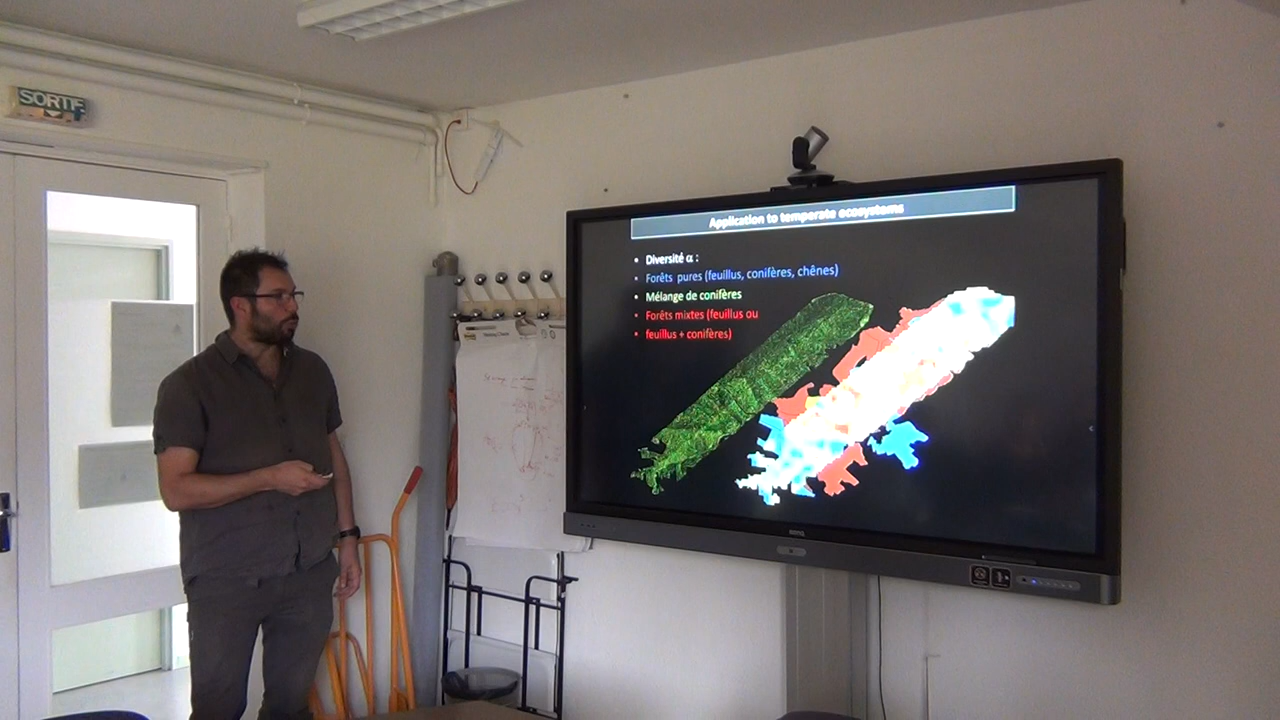 SORTIE
Application to temperate ecosystems
• Diversité α :
• Forêts pures (feuillus, conifères, chênes)
• Mélange de conifères
• Forêts mixtes (feuillus ou
• feuillus + conifères)
BENQ